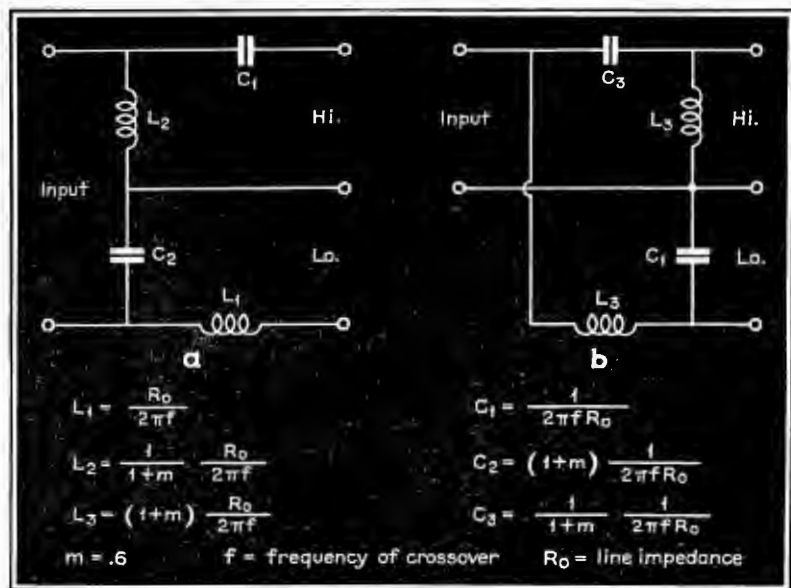 C₁
C₃
L₂
Hi.
Input
L₃
Hi.
Input
C₂
Lo.
C₁
Lo.
L₁
L₃
a
b
L₁ = R₀ / 2πf
C₁ = 1 / 2πfR₀
L₂ = 1 / 1+m R₀ / 2πf
C₂ = (1+m) 1 / 2πfR₀
L₃ = (1+m) R₀ / 2πf
C₃ = 1 / 1+m 1 / 2πfR₀
m = .6 f = frequency of crossover R₀ = line impedance